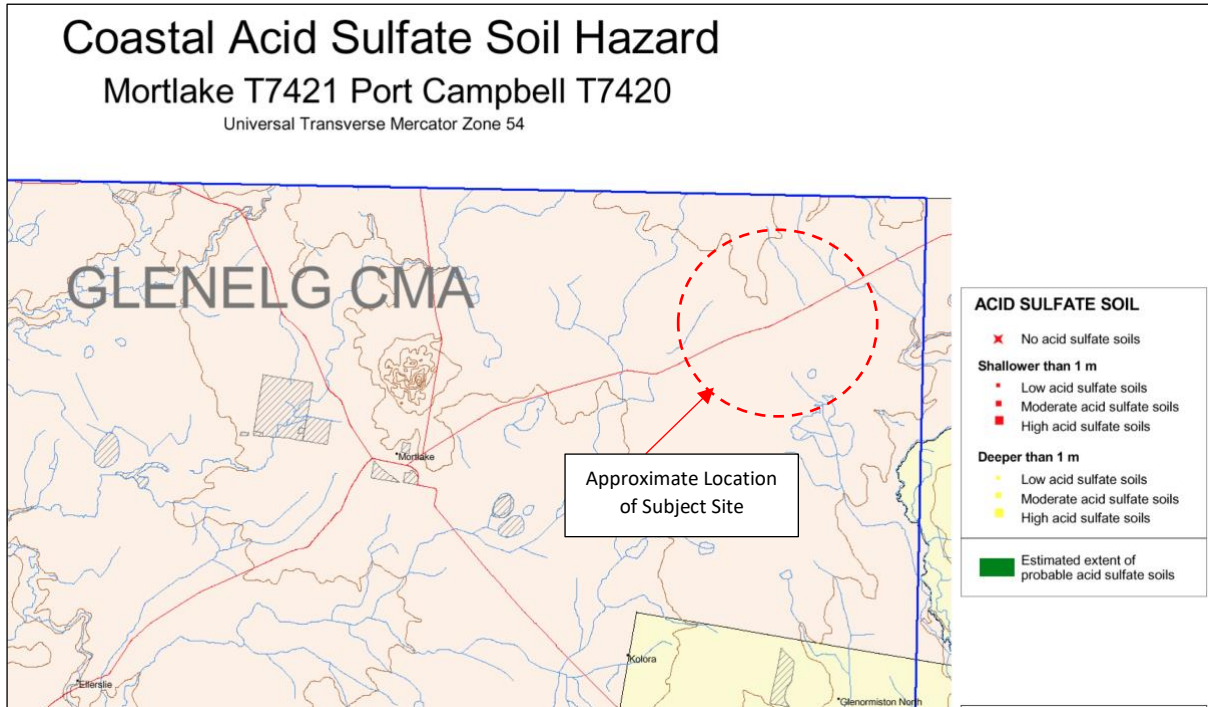 Coastal Acid Sulfate Soil Hazard
Mortlake T7421 Port Campbell T7420
Universal Transverse Mercator Zone 54
GLENELG CMA
Mortlake
Approximate Location
of Subject Site
Ellerslie
Kolora
Glenormiston North
ACID SULFATE SOIL
No acid sulfate soils
Shallower than 1 m
Low acid sulfate soils
Moderate acid sulfate soils
High acid sulfate soils
Deeper than 1 m
Low acid sulfate soils
Moderate acid sulfate soils
High acid sulfate soils
Estimated extent of
probable acid sulfate soils